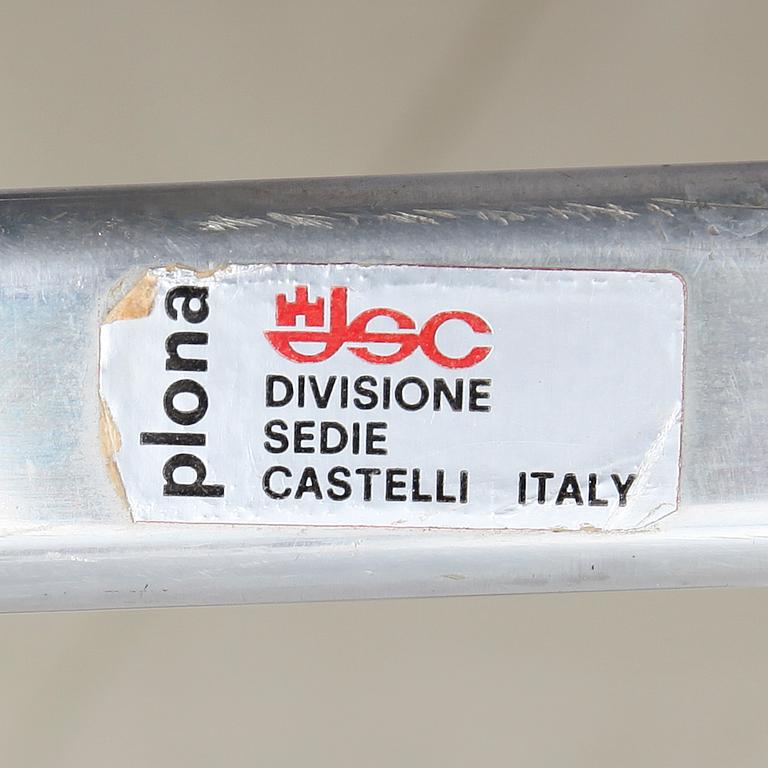 plona
dsc
DIVISIONE
SEDIE
CASTELLI ITALY